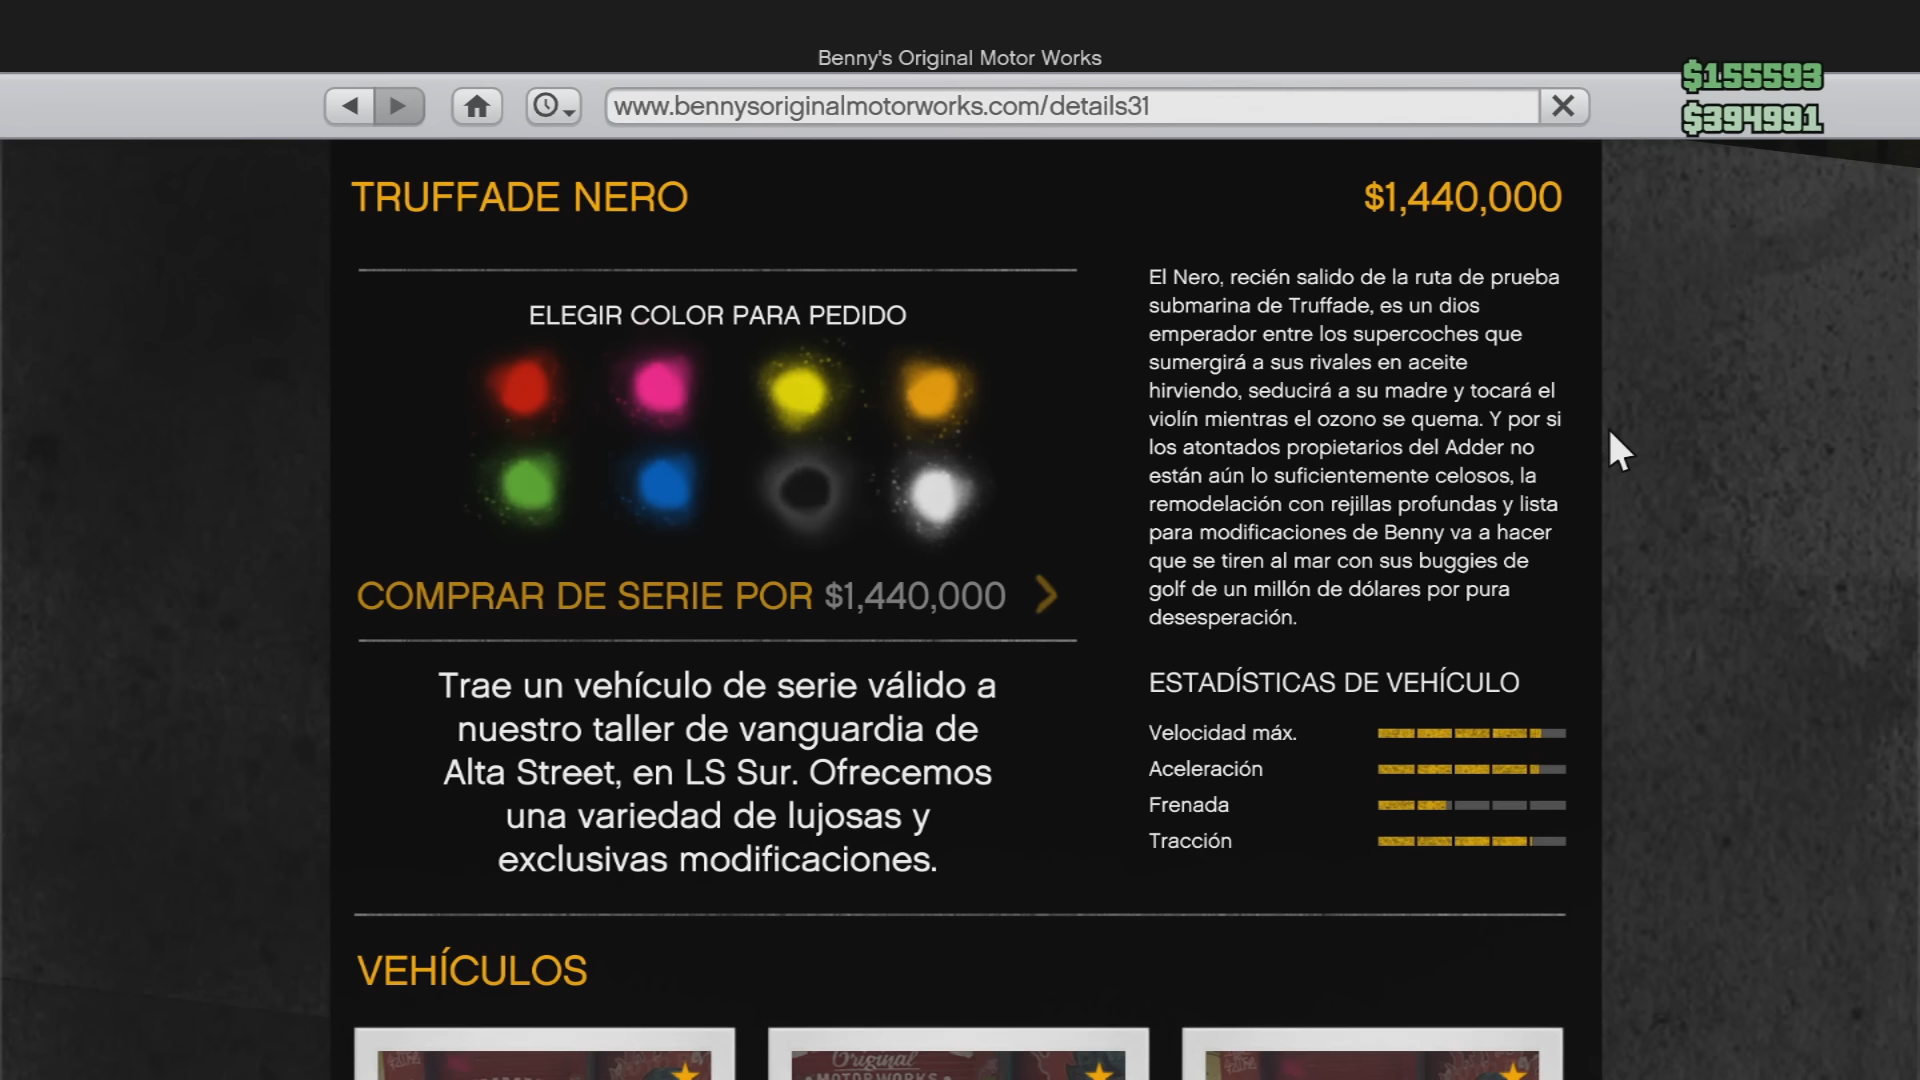 Benny's Original Motor Works
www.bennysoriginalmotorworks.com/details31
$155593
$394991
TRUFFADE NERO
$1,440,000
ELEGIR COLOR PARA PEDIDO
COMPRAR DE SERIE POR $1,440,000
Trae un vehículo de serie válido a
nuestro taller de vanguardia de
Alta Street, en LS Sur. Ofrecemos
una variedad de lujosas y
exclusivas modificaciones.
El Nero, recién salido de la ruta de prueba
submarina de Truffade, es un dios
emperador entre los supercoches que
sumergirá a sus rivales en aceite
hirviendo, seducirá a su madre y tocará el
violín mientras el ozono se quema. Y por si
los atontados propietarios del Adder no
están aún lo suficientemente celosos, la
remodelación con rejillas profundas y lista
para modificaciones de Benny va a hacer
que se tiren al mar con sus buggies de
golf de un millón de dólares por pura
desesperación.
ESTADÍSTICAS DE VEHÍCULO
Velocidad máx.
Aceleración
Frenada
Tracción
VEHÍCULOS
Original
MOTORWORKS